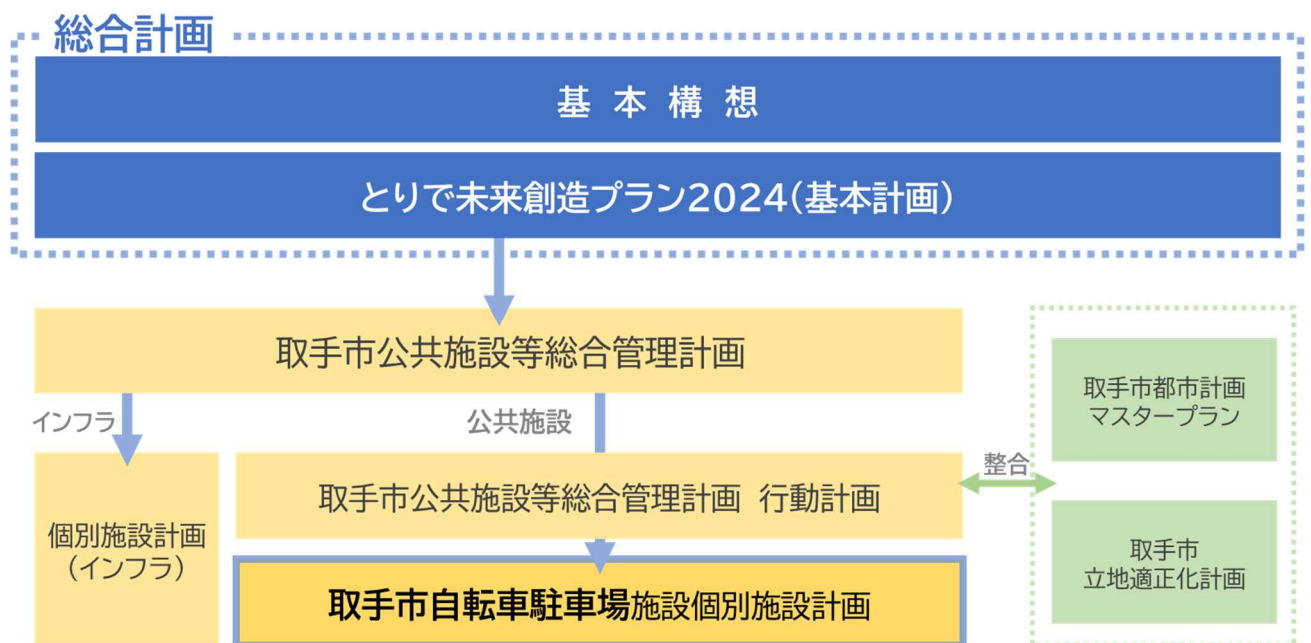 総合計画
基本構想
とりで未来創造プラン2024(基本計画)
取手市公共施設等総合管理計画
インフラ
公共施設
個別施設計画
(インフラ)
取手市公共施設等総合管理計画 行動計画
整合
取手市都市計画
マスタープラン
取手市
立地適正化計画
取手市自転車駐車場施設個別施設計画